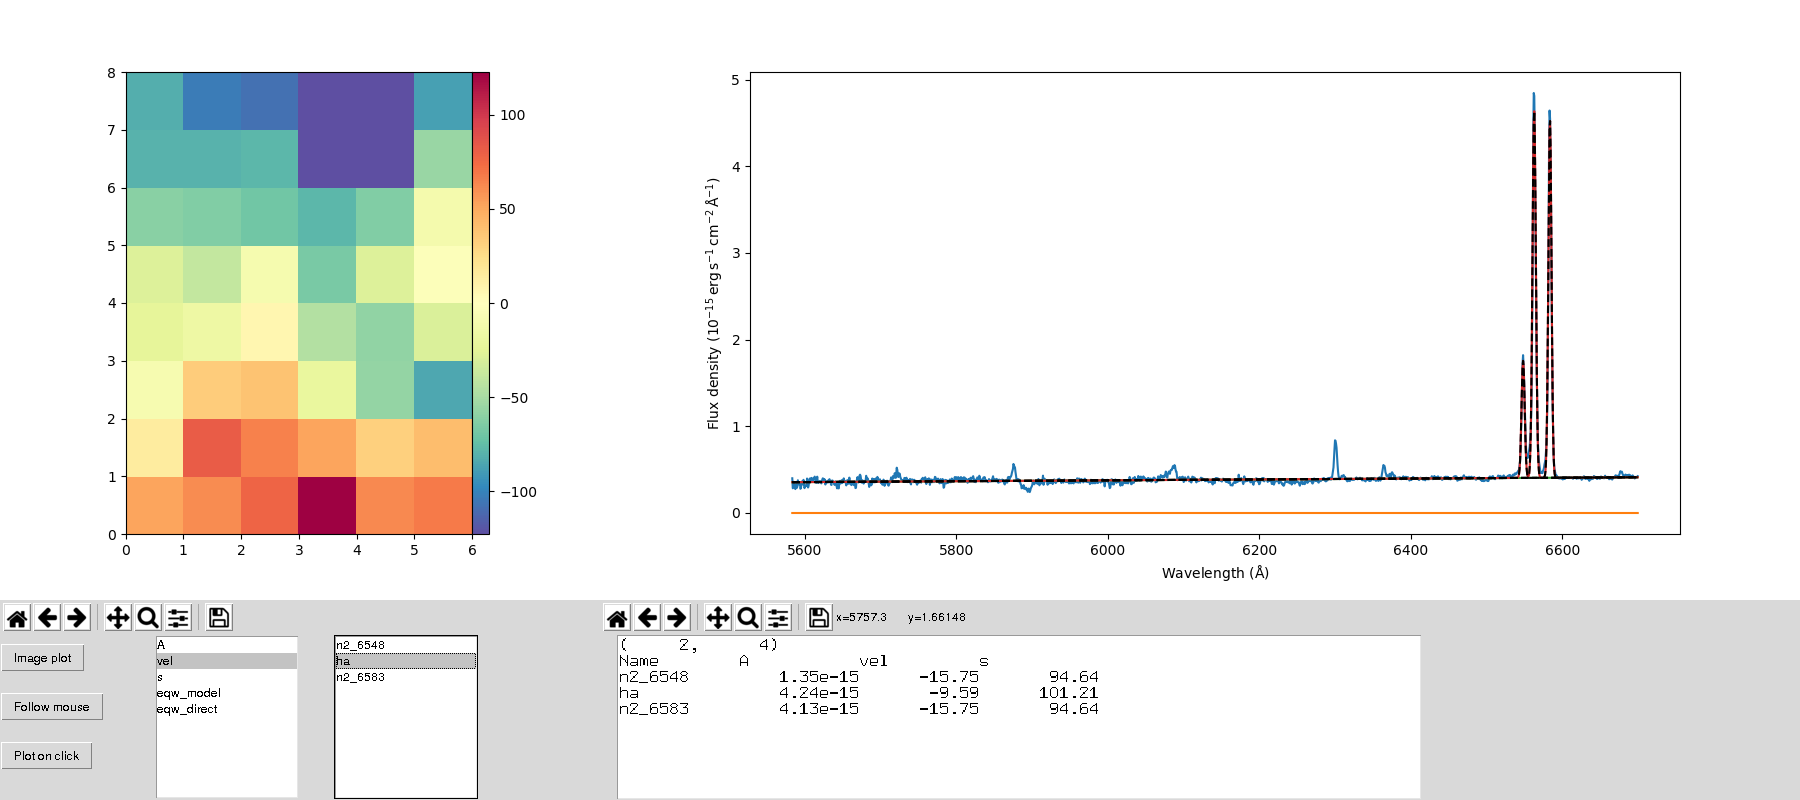 8
7
6
5
4
3
2
1
0
0 1 2 3 4 5 6
100
50
0
−50
−100
5
4
3
2
1
0
Flux density (10⁻¹⁵ erg s⁻¹ cm⁻² Å⁻¹)
5600 5800 6000 6200 6400 6600
Wavelength (Å)
x=5757.3 y=1.66148
Image plot
Follow mouse
Plot on click
A
vel
s
eqw_model
eqw_direct
n2_6548
ha
n2_6583
( 2, 4)
Name A vel s
n2_6548 1.35e-15 -15.75 94.64
ha 4.24e-15 -9.59 101.21
n2_6583 4.13e-15 -15.75 94.64